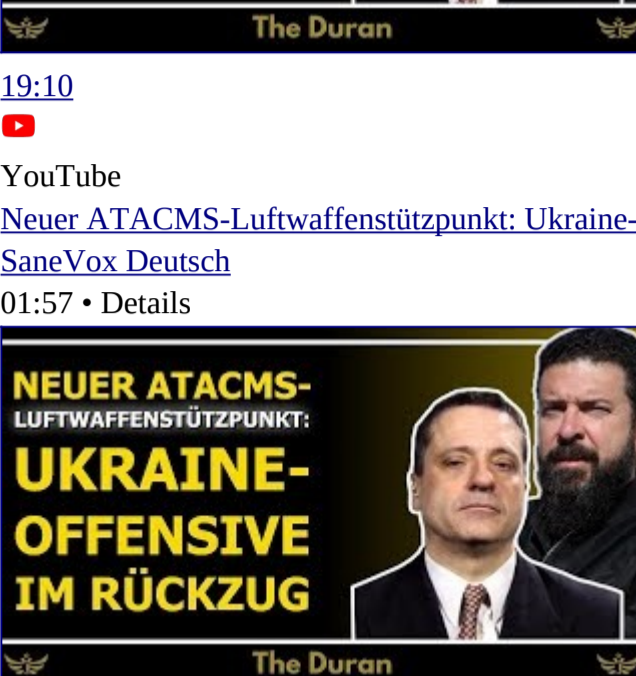 The Duran
19:10
YouTube
Neuer ATACMS-Luftwaffenstützpunkt: Ukraine-
SaneVox Deutsch
01:57 • Details
NEUER ATACMS-
LUFTWAFFENSTÜTZPUNKT:
UKRAINE-
OFFENSIVE
IM RÜCKZUG
The Duran